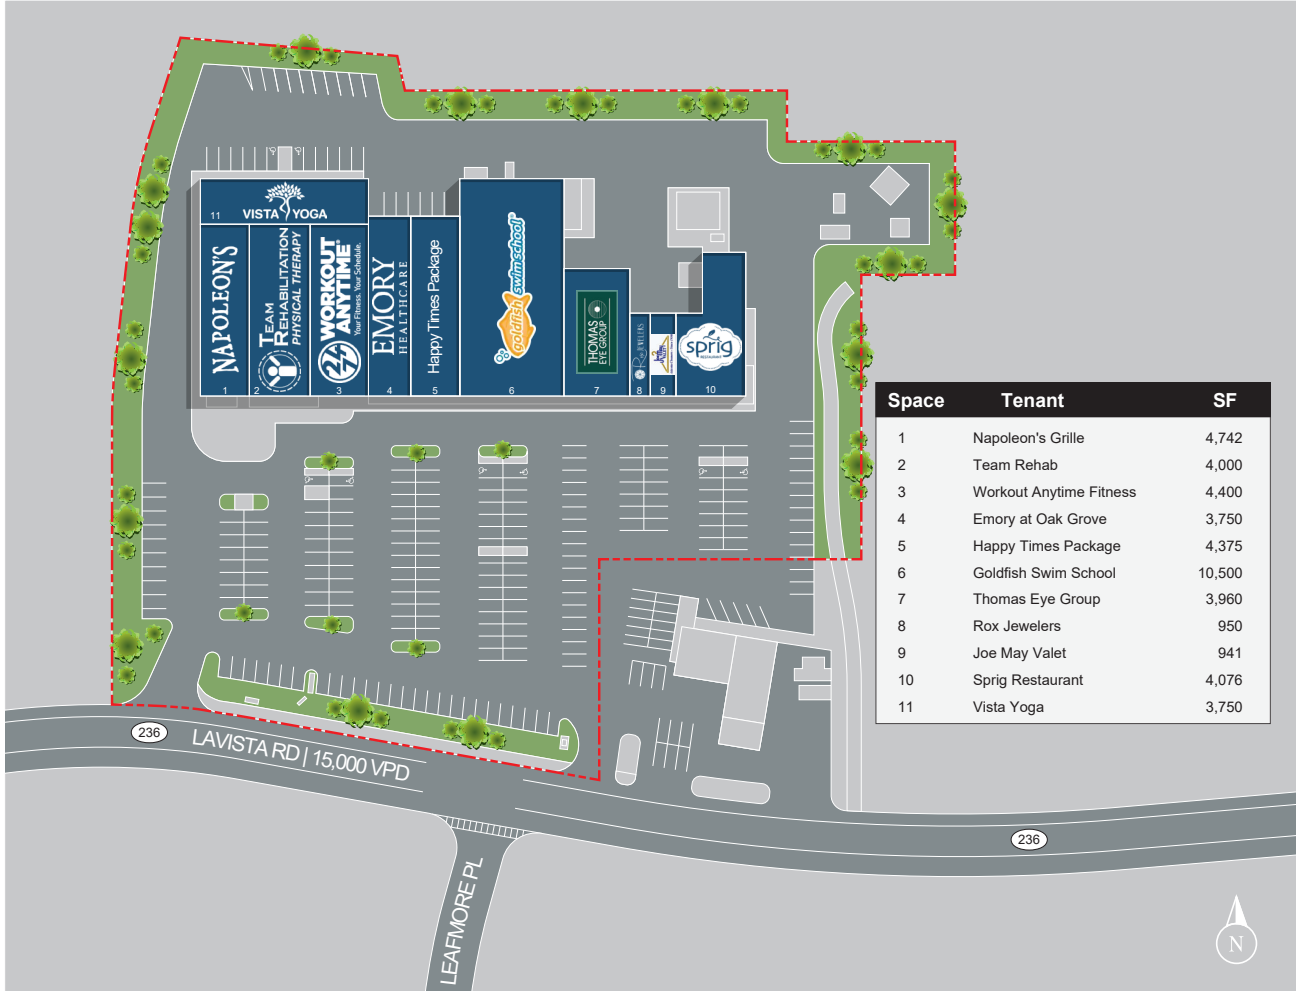 11
VISTA YOGA
NAPOLEON'S
1
TEAM
REHABILITATION
PHYSICAL THERAPY
2
WORKOUT
ANYTIME
Your Fitness. Your Schedule.
24
3
EMORY
HEALTHCARE
4
Happy Times Package
5
goldfish swim school®
6
THOMAS
EYE GROUP
7
JEWELERS
8
9
sprig
RESTAURANT
10
Space Tenant SF
1 Napoleon's Grille 4,742
2 Team Rehab 4,000
3 Workout Anytime Fitness 4,400
4 Emory at Oak Grove 3,750
5 Happy Times Package 4,375
6 Goldfish Swim School 10,500
7 Thomas Eye Group 3,960
8 Rox Jewelers 950
9 Joe May Valet 941
10 Sprig Restaurant 4,076
11 Vista Yoga 3,750
236
LAVISTA RD | 15,000 VPD
236
LEAFMORE PL
N